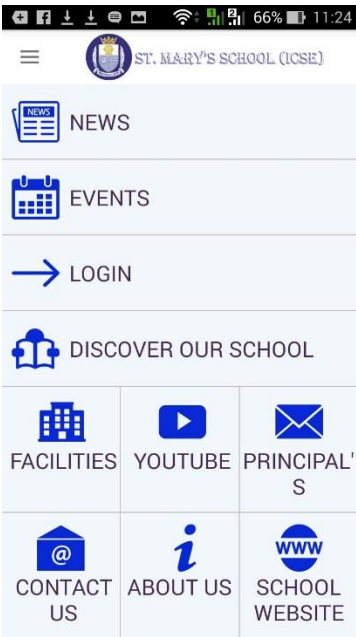 66% 11:24
ST. MARY'S SCHOOL (ICSE)
NEWS
NEWS
EVENTS
LOGIN
DISCOVER OUR SCHOOL
FACILITIES
YOUTUBE
PRINCIPAL'
S
@
CONTACT
US
i
ABOUT US
www
SCHOOL
WEBSITE